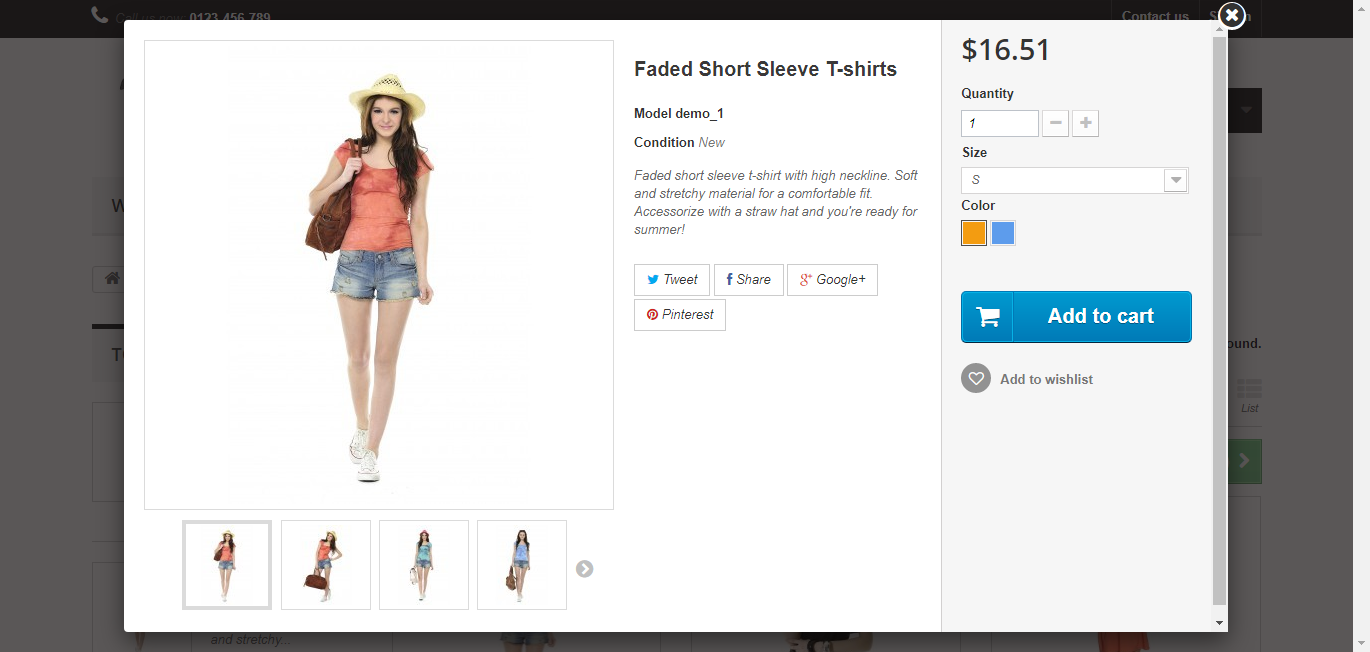 Call us now: 0123-456-789
Contact us
Faded Short Sleeve T-shirts
Model demo_1
Condition New
Faded short sleeve t-shirt with high neckline. Soft
and stretchy material for a comfortable fit.
Accessorize with a straw hat and you're ready for
summer!
Tweet
Share
Google+
Pinterest
$16.51
Quantity
1
Size
S
Color
Add to cart
Add to wishlist
List
and stretchy...